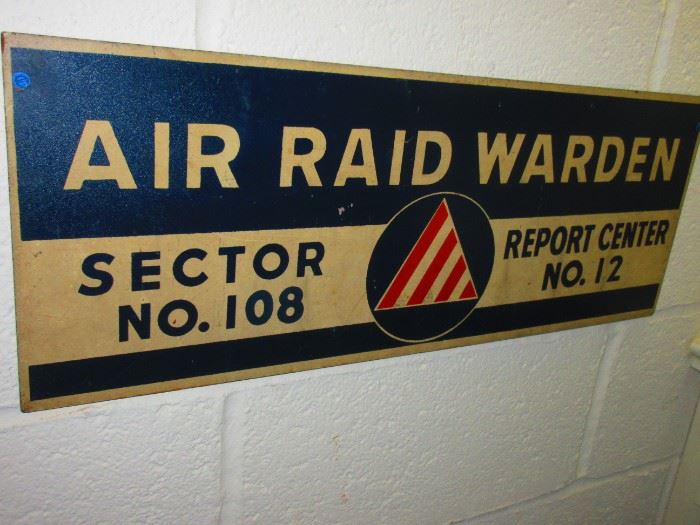 AIR RAID WARDEN
SECTOR
NO. 108
REPORT CENTER
NO. 12